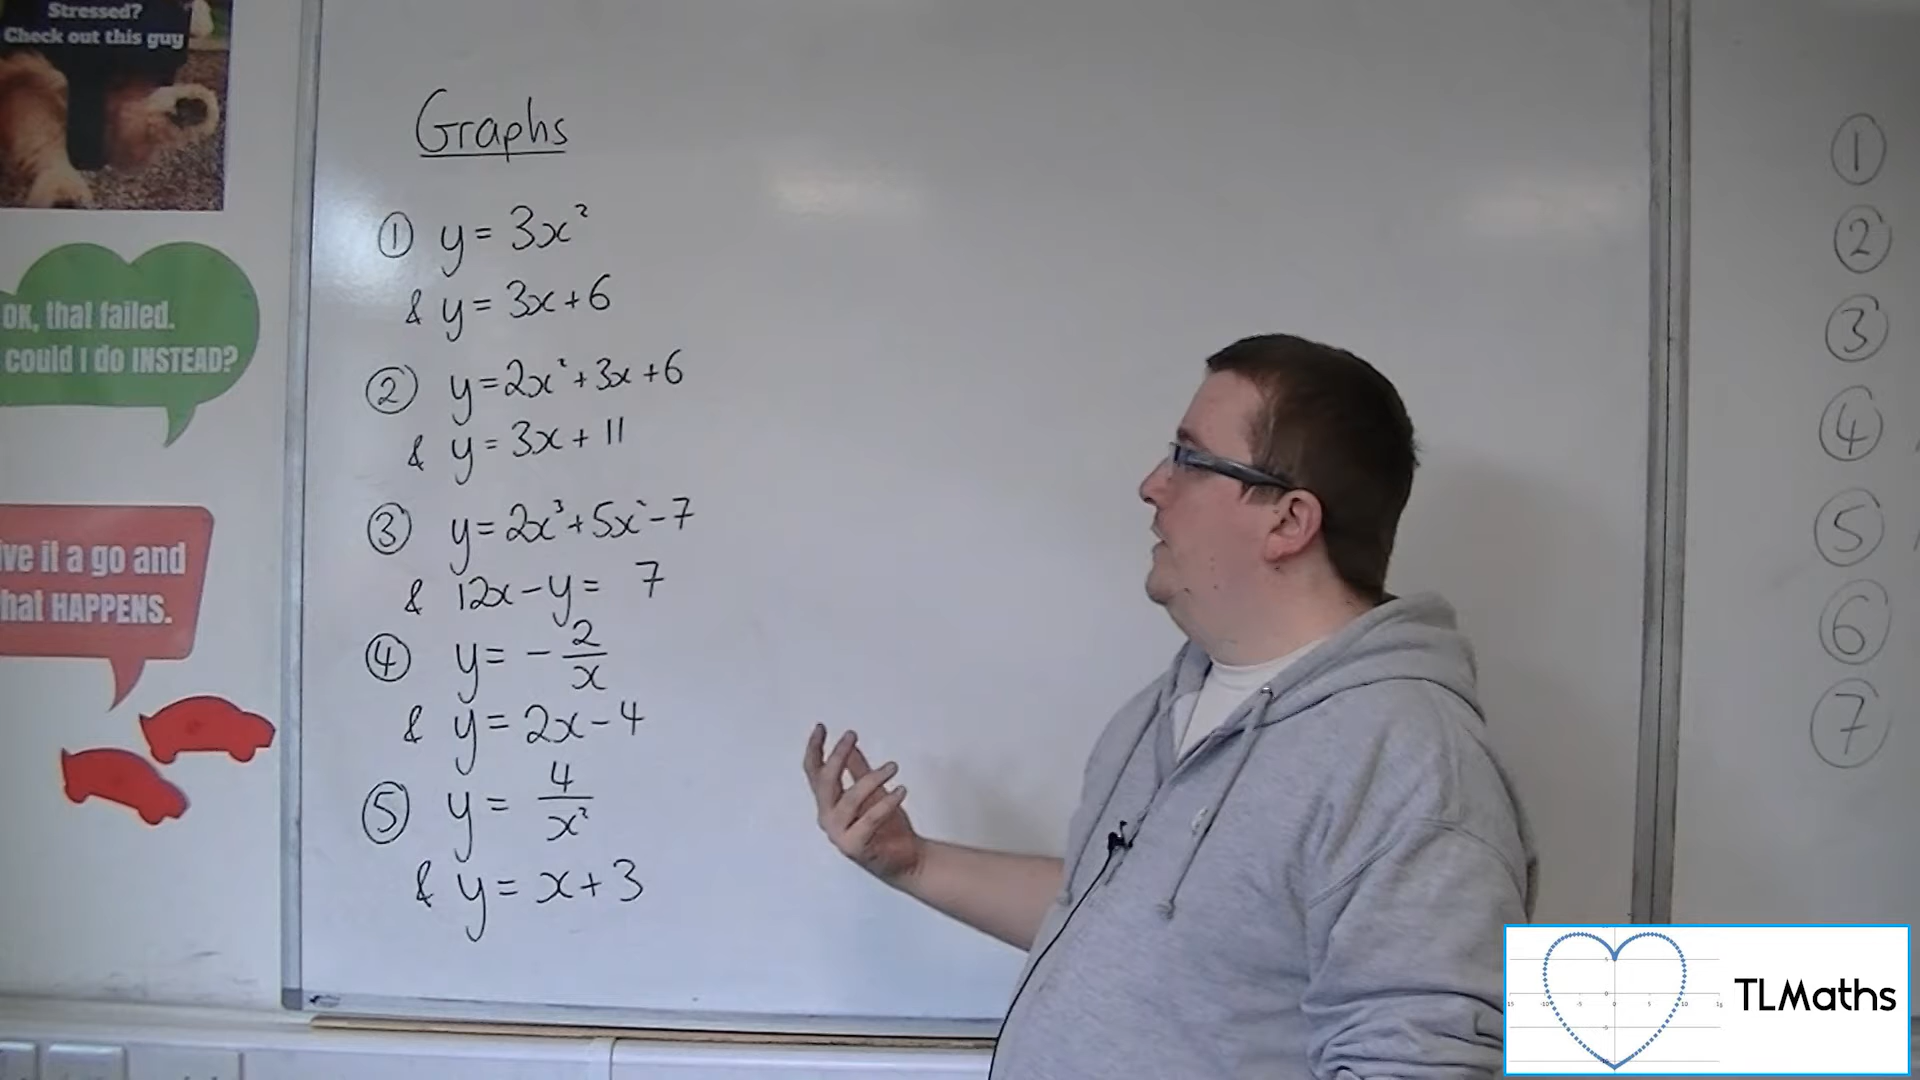 Stressed?
Check out this guy
OK, that failed.
could I do INSTEAD?
it a go and
HAPPENS.
Graphs
① y = 3x²
& y = 3x + 6
② y = 2x² + 3x + 6
& y = 3x + 11
③ y = 2x³ + 5x² - 7
& 12x - y = 7
④ y = - 2/x
& y = 2x - 4
⑤ y = 4/x²
& y = x + 3
①
②
③
④
⑤
⑥
⑦
TLMaths